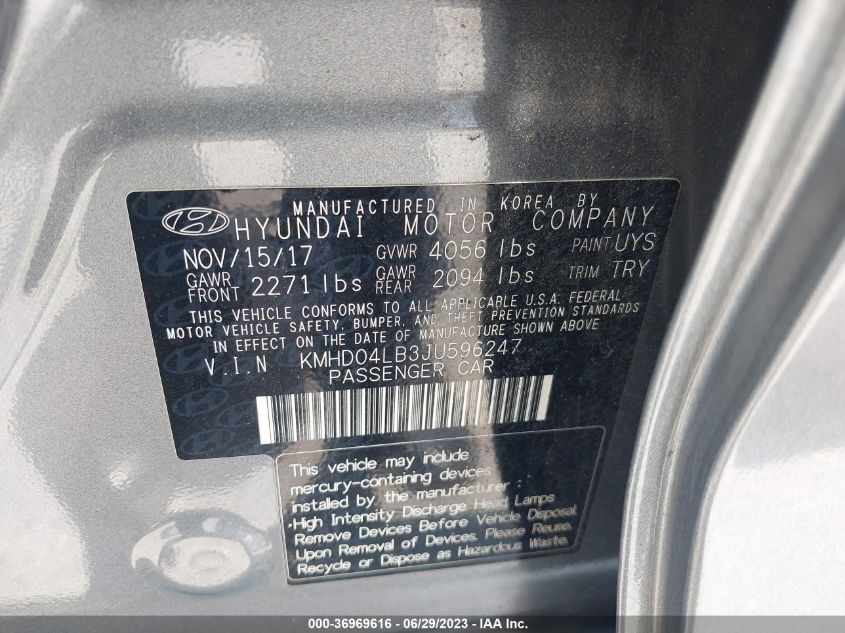 MANUFACTURED IN KOREA BY
HYUNDAI MOTOR COMPANY
NOV/15/17 GVWR 4056 lbs PAINT UYS
GAWR FRONT 2271 lbs GAWR REAR 2094 lbs TRIM TRY
THIS VEHICLE CONFORMS TO ALL APPLICABLE U.S.A. FEDERAL
MOTOR VEHICLE SAFETY, BUMPER, AND THEFT PREVENTION STANDARDS
IN EFFECT ON THE DATE OF MANUFACTURE SHOWN ABOVE
V.I.N KMHD04LB3JU596247
PASSENGER CAR
This vehicle may include
mercury-containing devices
installed by the manufacturer :
·High Intensity Discharge Head Lamps
Remove Devices Before Vehicle Disposal.
Upon Removal of Devices. Please Reuse,
Recycle or Dispose as Hazardous Waste.
000-36969616 - 06/29/2023 - IAA Inc.